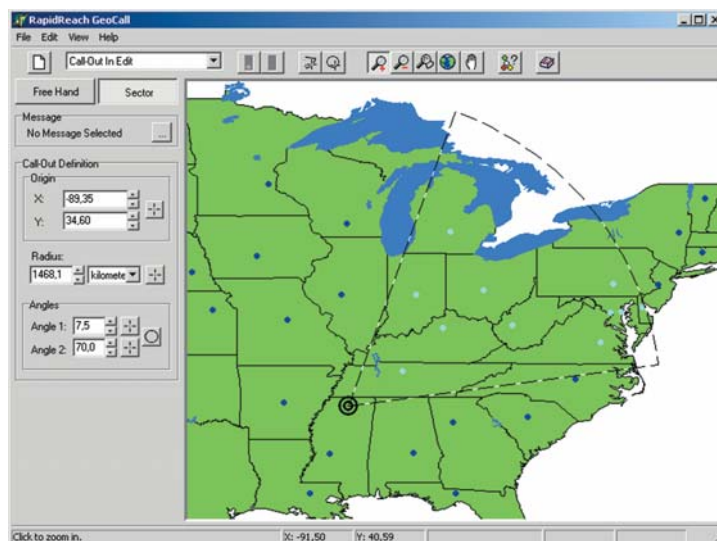 RapidReach GeoCall
File Edit View Help
Call-Out In Edit
Free Hand Sector
Message
No Message Selected ...
Call-Out Definition
Origin
X: -89,35
Y: 34,60
Radius:
1468,1 kilomete
Angles
Angle 1: 7,5
Angle 2: 70,0
Click to zoom in. X: -91.50 Y: 40.59